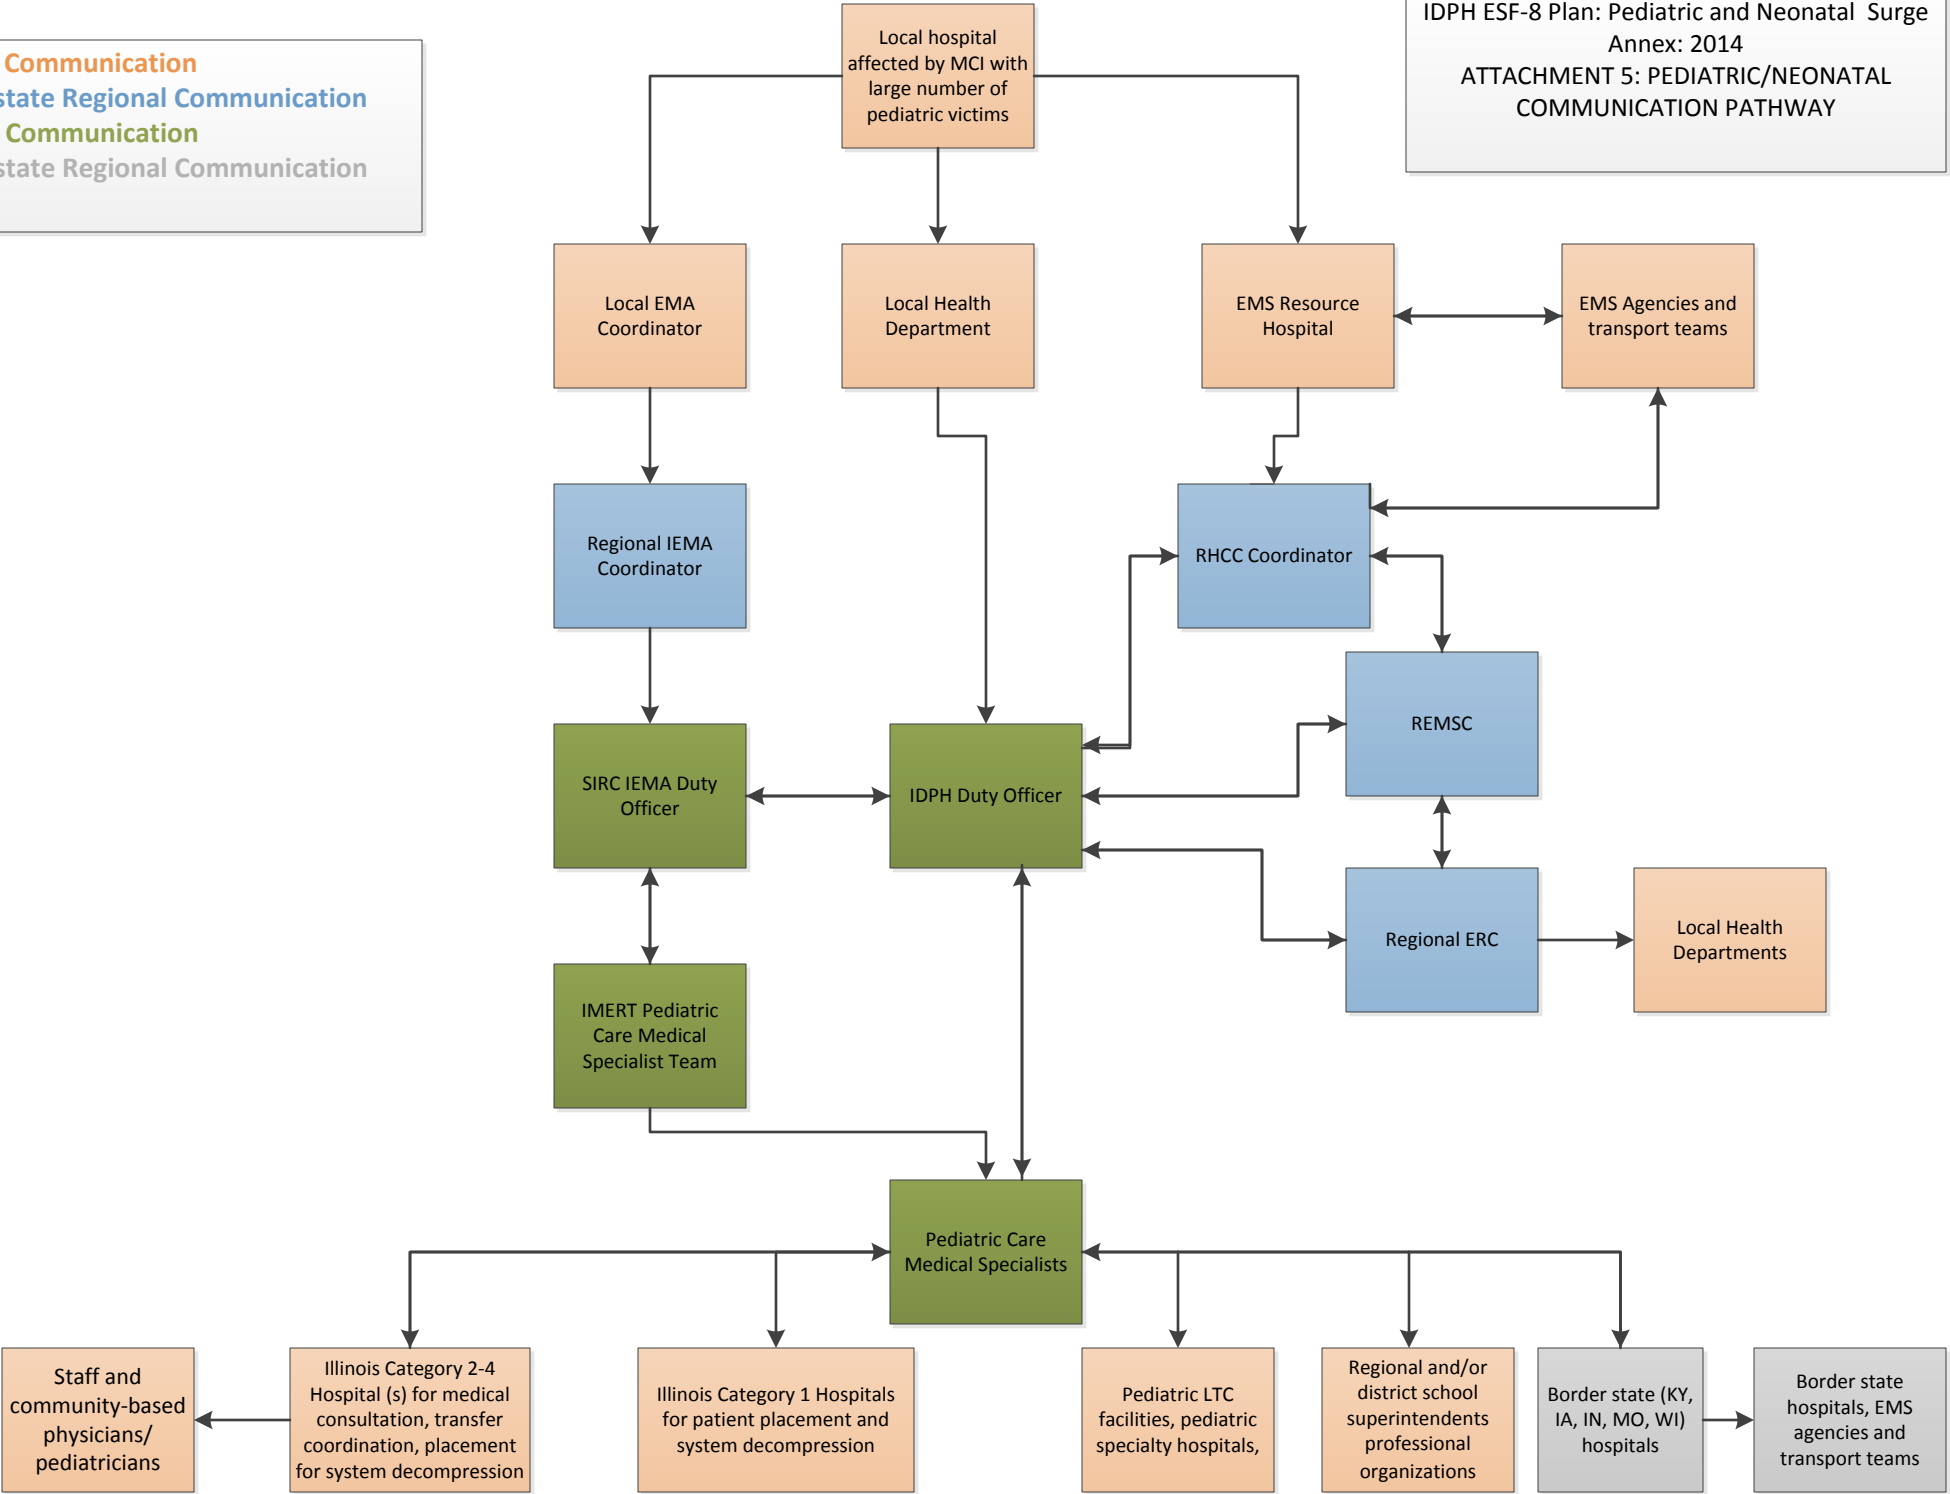 Communication
state Regional Communication
Communication
state Regional Communication
Local hospital
affected by MCI with
large number of
pediatric victims
IDPH ESF-8 Plan: Pediatric and Neonatal Surge
Annex: 2014
ATTACHMENT 5: PEDIATRIC/NEONATAL
COMMUNICATION PATHWAY
Local EMA
Coordinator
Local Health
Department
EMS Resource
Hospital
EMS Agencies and
transport teams
Regional IEMA
Coordinator
RHCC Coordinator
REMSC
SIRC IEMA Duty
Officer
IDPH Duty Officer
Regional ERC
Local Health
Departments
IMERT Pediatric
Care Medical
Specialist Team
Pediatric Care
Medical Specialists
Staff and
community-based
physicians/
pediatricians
Illinois Category 2-4
Hospital (s) for medical
consultation, transfer
coordination, placement
for system decompression
Illinois Category 1 Hospitals
for patient placement and
system decompression
Pediatric LTC
facilities, pediatric
specialty hospitals,
Regional and/or
district school
superintendents
professional
organizations
Border state (KY,
IA, IN, MO, WI)
hospitals
Border state
hospitals, EMS
agencies and
transport teams